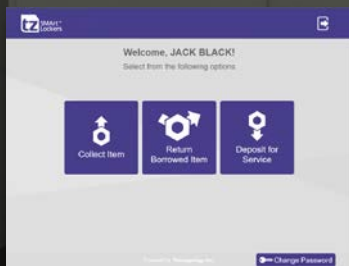 tz SMArt™
Lockers
Welcome, JACK BLACK!
Select from the following options.
Collect Item
Return
Borrowed Item
Deposit for
Service
Change Password